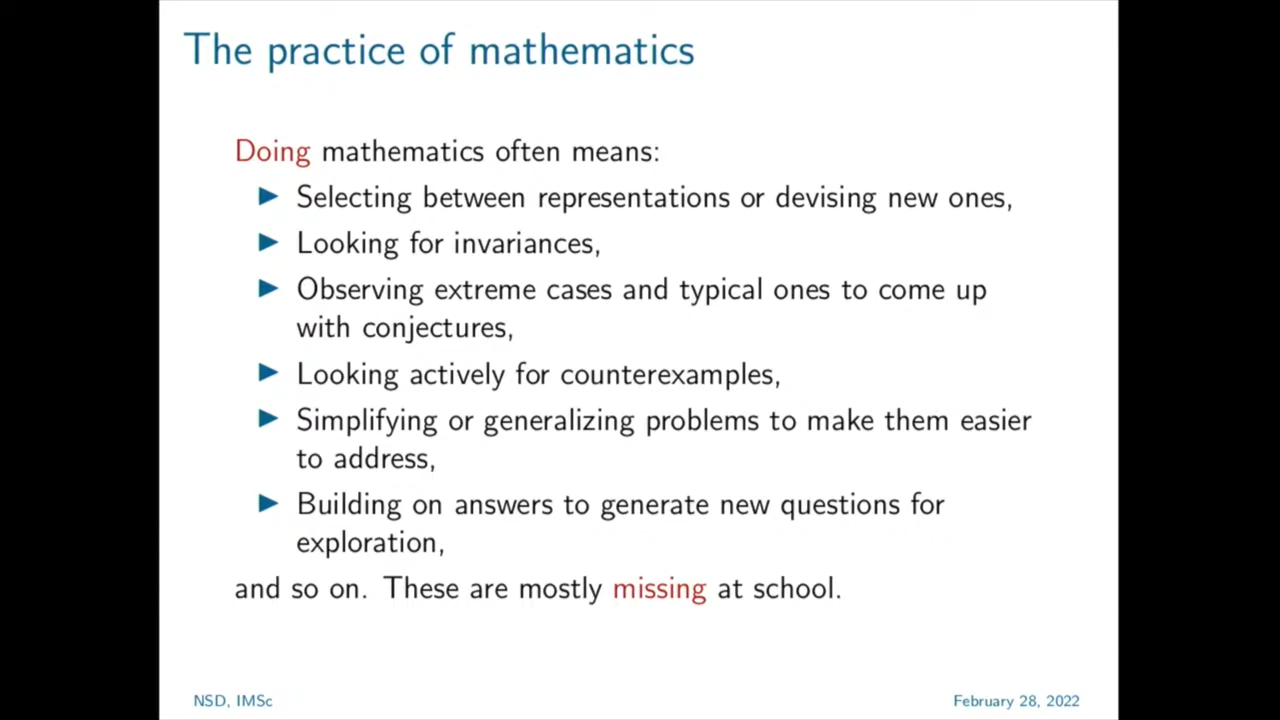 The practice of mathematics
Doing mathematics often means:
▶ Selecting between representations or devising new ones,
▶ Looking for invariances,
▶ Observing extreme cases and typical ones to come up
with conjectures,
▶ Looking actively for counterexamples,
▶ Simplifying or generalizing problems to make them easier
to address,
▶ Building on answers to generate new questions for
exploration,
and so on. These are mostly missing at school.
NSD, IMSc
February 28, 2022